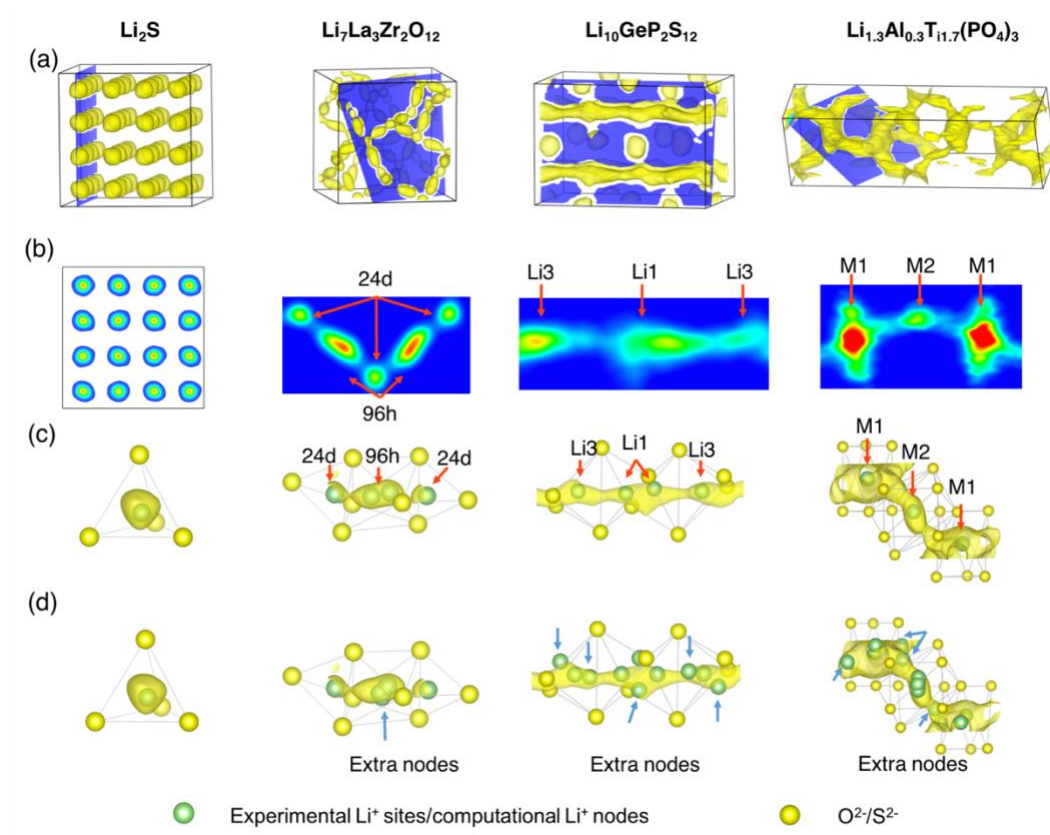 Li₂S Li₇La₃Zr₂O₁₂ Li₁₀GeP₂S₁₂ Li₁.₃Al₀.₃Tᵢ₁.₇(PO₄)₃
(a)
(b)
24d
96h
Li3 Li1 Li3
M1 M2 M1
(c)
24d 96h 24d
Li3 Li1 Li3
M1
M2
M1
(d)
Extra nodes Extra nodes Extra nodes
Experimental Li⁺ sites/computational Li⁺ nodes O²⁻/S²⁻